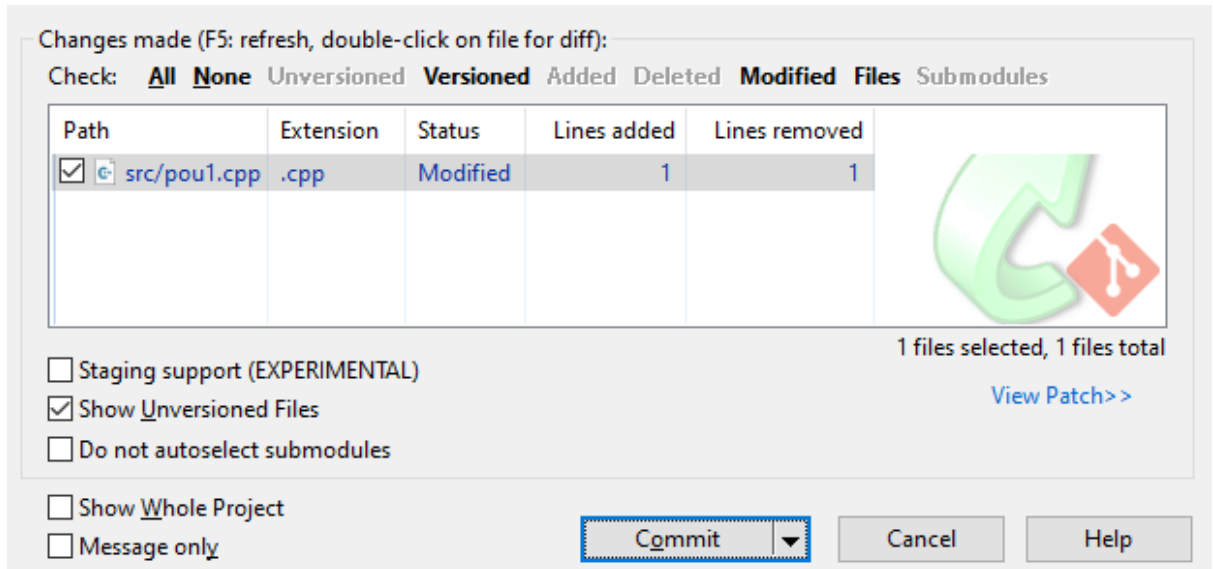 Changes made (F5: refresh, double-click on file for diff):
Check: All None Unversioned Versioned Added Deleted Modified Files Submodules
Path Extension Status Lines added Lines removed
src/pou1.cpp .cpp Modified 1 1
1 files selected, 1 files total
Staging support (EXPERIMENTAL)
View Patch>>
Show Unversioned Files
Do not autoselect submodules
Show Whole Project
Message only
Commit Cancel Help